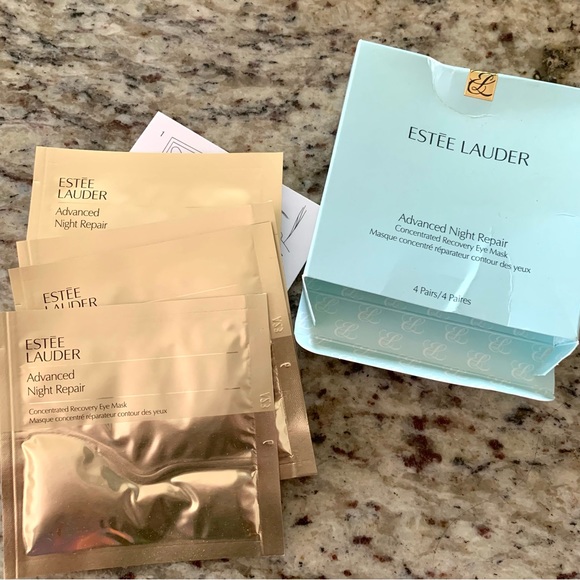 ESTĒE LAUDER
Advanced Night Repair
Concentrated Recovery Eye Mask
Masque concentré réparateur contour des yeux
4 Pairs/4 Paires
ESTĒE
LAUDER
Advanced
Night Repair
ESTĒE
LAUDER
ESTĒE
LAUDER
Advanced
Night Repair
Concentrated Recovery Eye Mask
Masque concentré réparateur contour des yeux